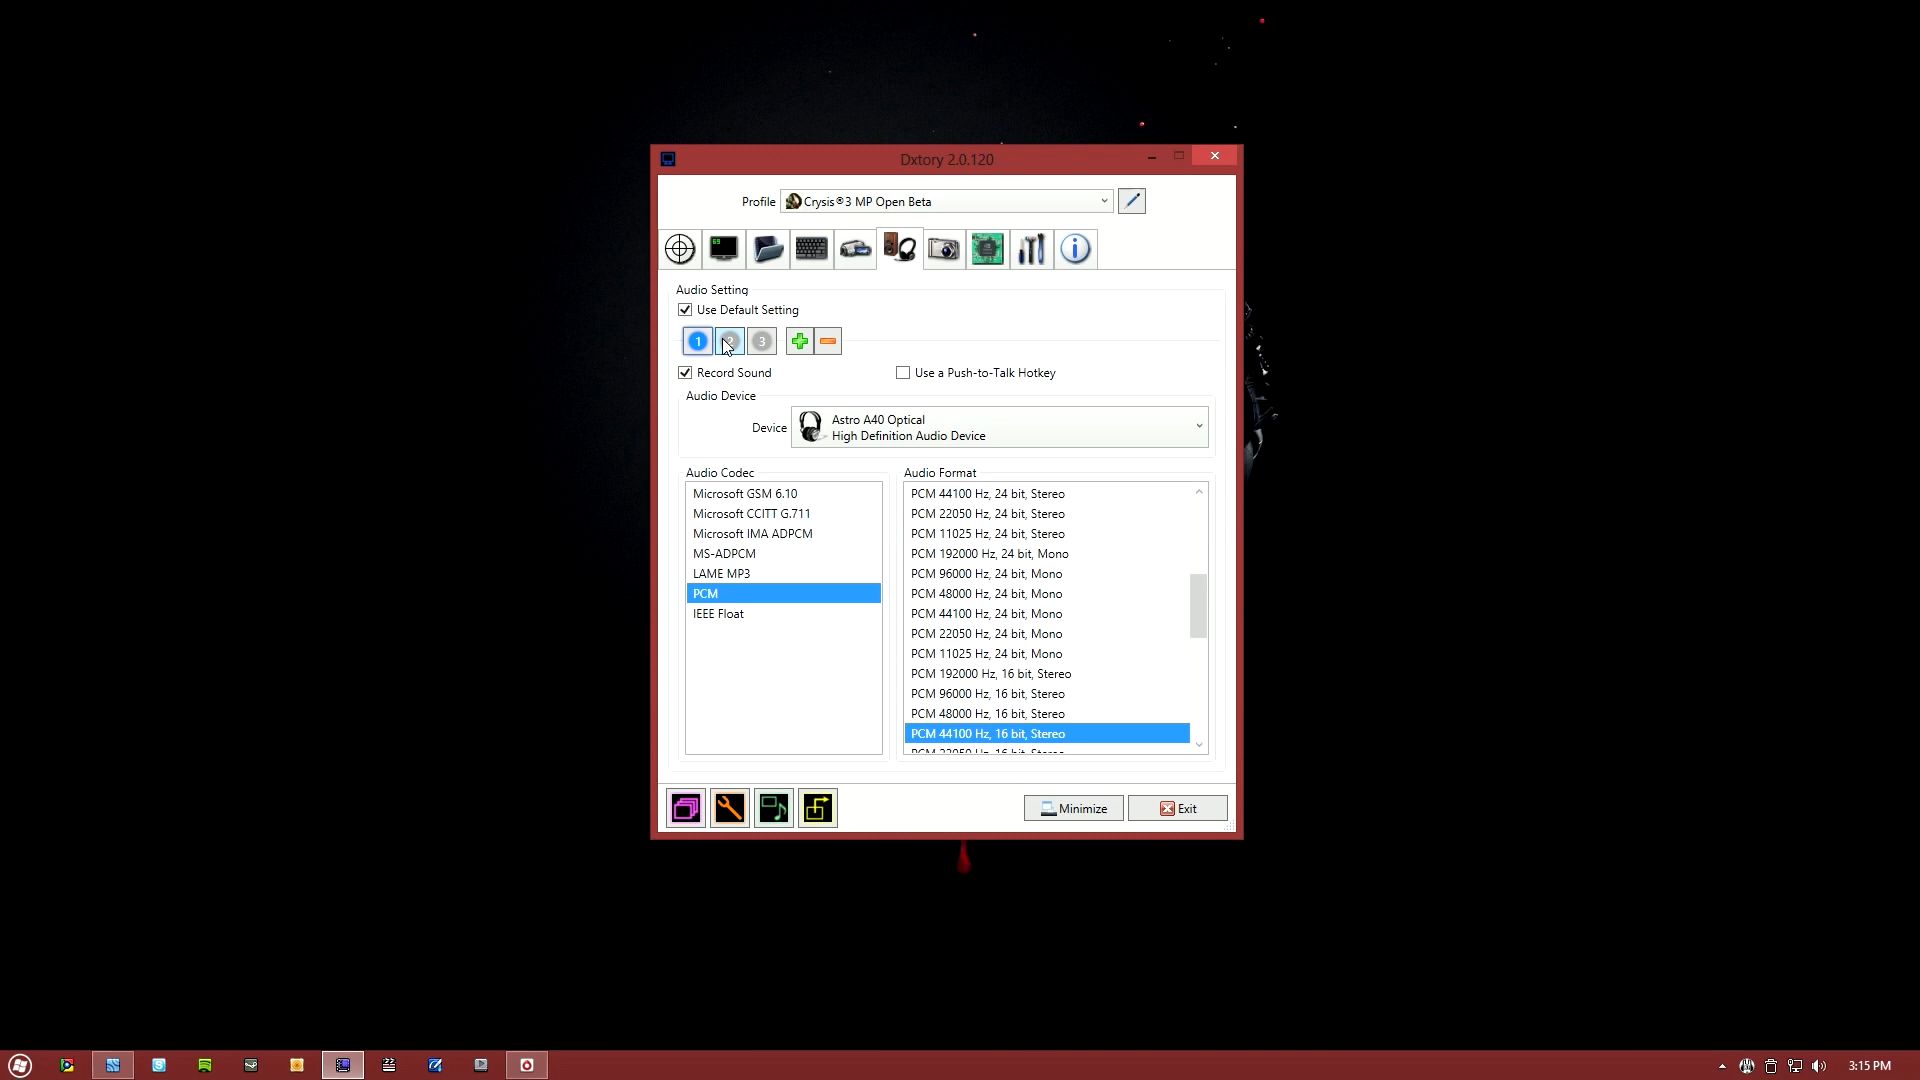 Dxtory 2.0.120
Profile
Crysis®3 MP Open Beta
69
Audio Setting
Use Default Setting
1
2
3
Record Sound
Use a Push-to-Talk Hotkey
Audio Device
Device
Astro A40 Optical
High Definition Audio Device
Audio Codec
Microsoft GSM 6.10
Microsoft CCITT G.711
Microsoft IMA ADPCM
MS-ADPCM
LAME MP3
PCM
IEEE Float
Audio Format
PCM 44100 Hz, 24 bit, Stereo
PCM 22050 Hz, 24 bit, Stereo
PCM 11025 Hz, 24 bit, Stereo
PCM 192000 Hz, 24 bit, Mono
PCM 96000 Hz, 24 bit, Mono
PCM 48000 Hz, 24 bit, Mono
PCM 44100 Hz, 24 bit, Mono
PCM 22050 Hz, 24 bit, Mono
PCM 11025 Hz, 24 bit, Mono
PCM 192000 Hz, 16 bit, Stereo
PCM 96000 Hz, 16 bit, Stereo
PCM 48000 Hz, 16 bit, Stereo
PCM 44100 Hz, 16 bit, Stereo
PCM 22050 Hz, 16 bit, Stereo
Minimize
Exit
3:15 PM